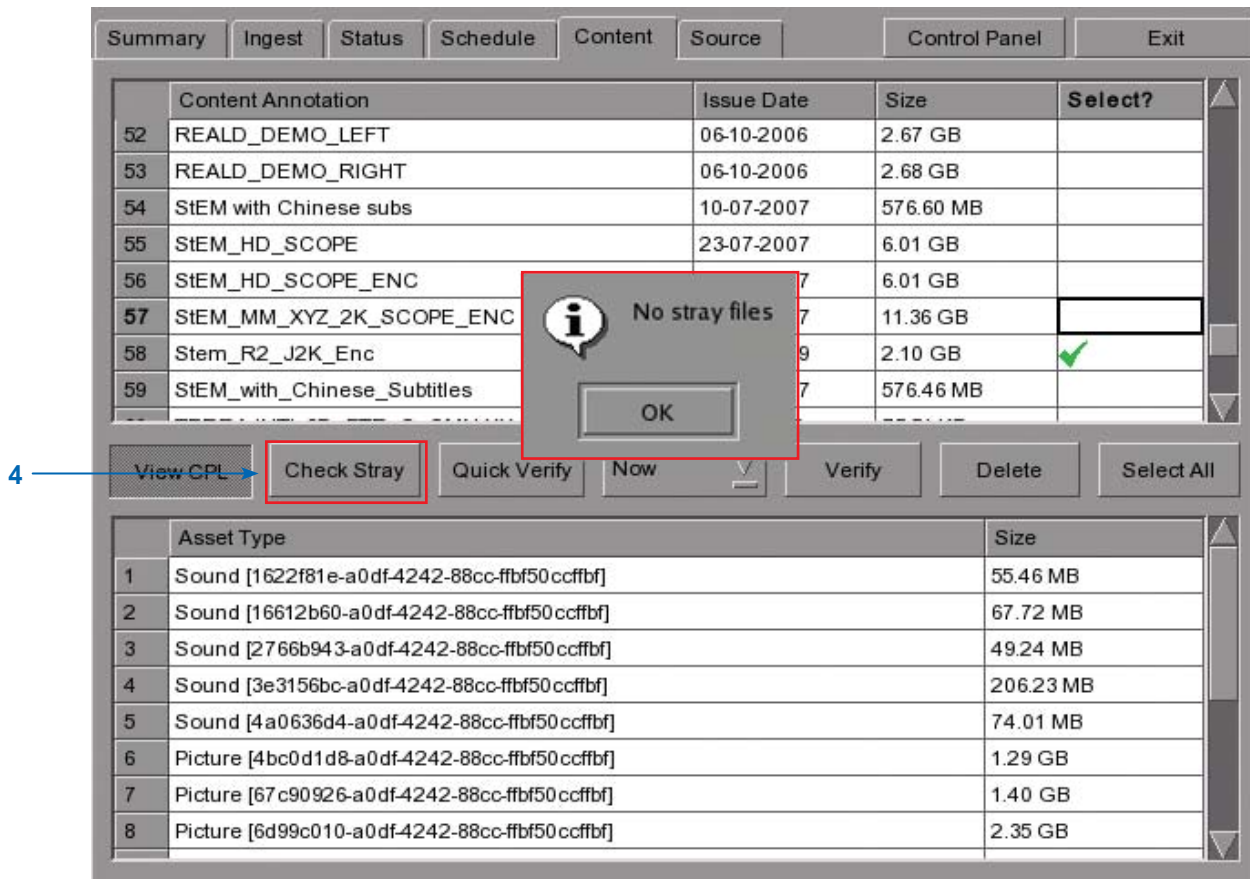 Summary Ingest Status Schedule Content Source Control Panel Exit
Content Annotation Issue Date Size Select?
52 REALD_DEMO_LEFT 06-10-2006 2.67 GB
53 REALD_DEMO_RIGHT 06-10-2006 2.68 GB
54 StEM with Chinese subs 10-07-2007 576.60 MB
55 StEM_HD_SCOPE 23-07-2007 6.01 GB
56 StEM_HD_SCOPE_ENC 7 6.01 GB
57 StEM_MM_XYZ_2K_SCOPE_ENC 7 11.36 GB
58 Stem_R2_J2K_Enc 9 2.10 GB
59 StEM_with_Chinese_Subtitles 7 576.46 MB
No stray files
OK
4
View CPL Check Stray Quick Verify Now Verify Delete Select All
Asset Type Size
1 Sound [1622f81e-a0df-4242-88cc-ffbf50ccffbf] 55.46 MB
2 Sound [16612b60-a0df-4242-88cc-ffbf50ccffbf] 67.72 MB
3 Sound [2766b943-a0df-4242-88cc-ffbf50ccffbf] 49.24 MB
4 Sound [3e3156bc-a0df-4242-88cc-ffbf50ccffbf] 206.23 MB
5 Sound [4a0636d4-a0df-4242-88cc-ffbf50ccffbf] 74.01 MB
6 Picture [4bc0d1d8-a0df-4242-88cc-ffbf50ccffbf] 1.29 GB
7 Picture [67c90926-a0df-4242-88cc-ffbf50ccffbf] 1.40 GB
8 Picture [6d99c010-a0df-4242-88cc-ffbf50ccffbf] 2.35 GB